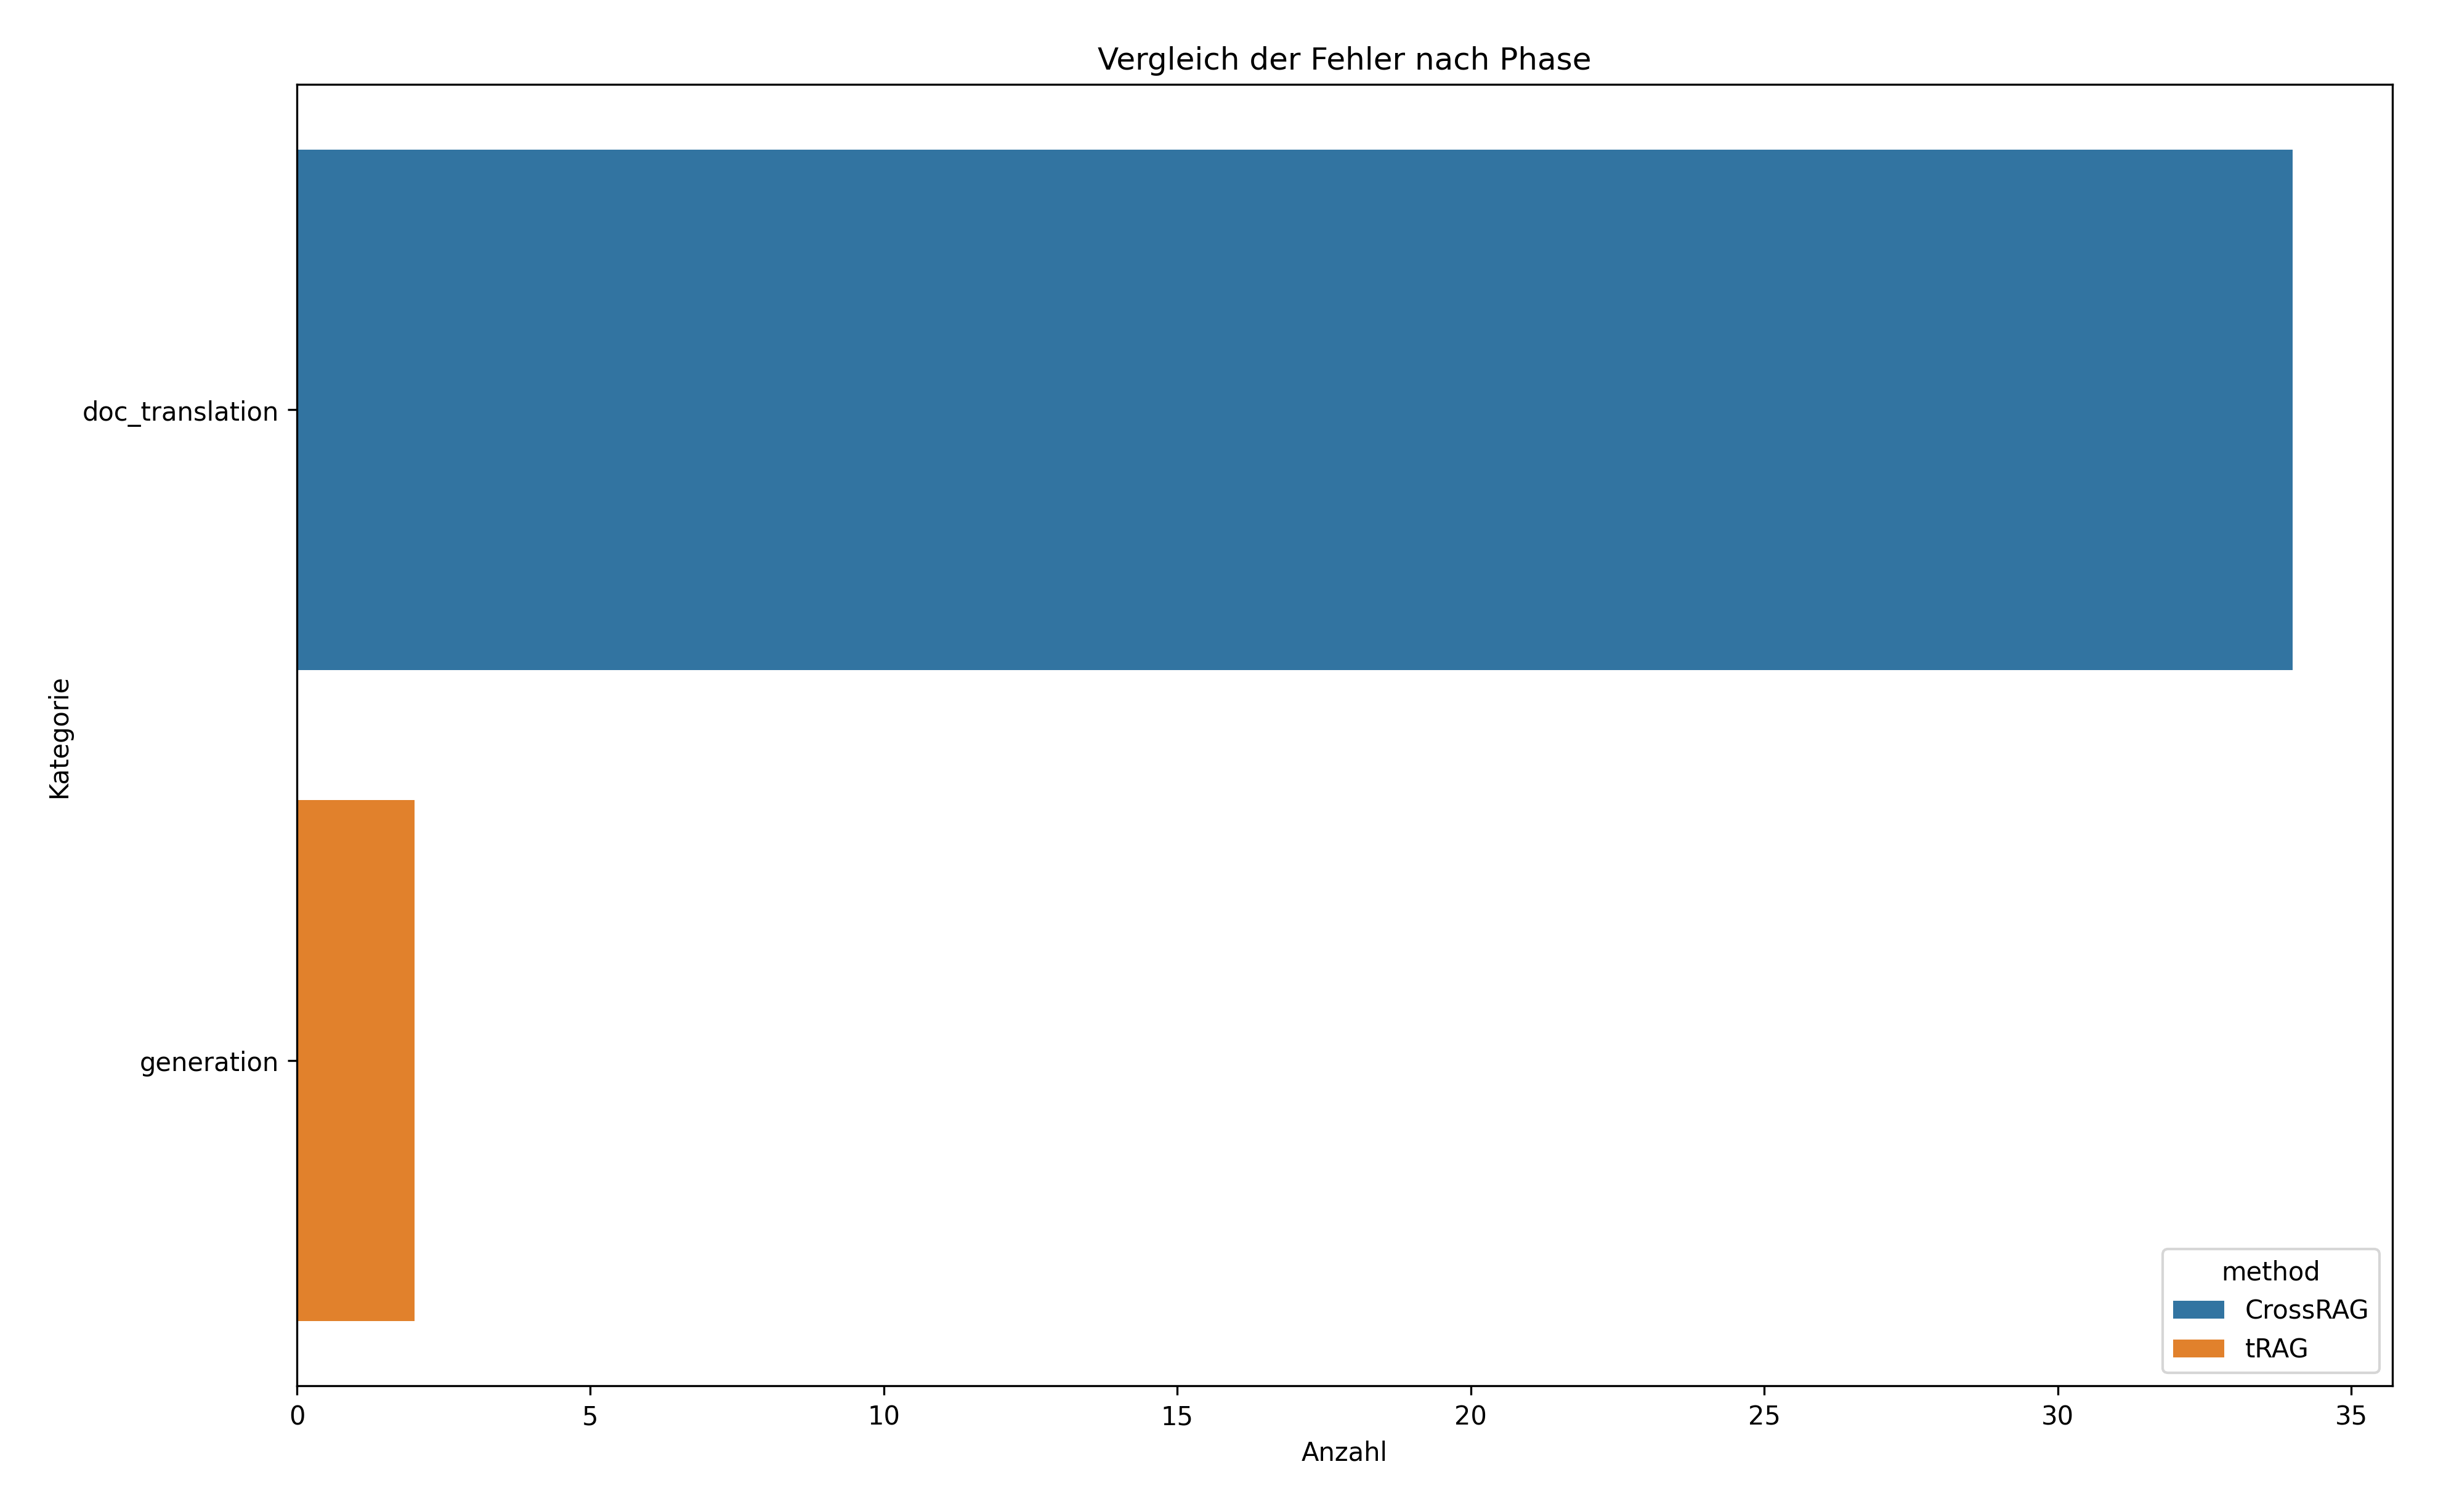 Vergleich der Fehler nach Phase
Kategorie
doc_translation
generation
0 5 10 15 20 25 30 35
Anzahl
method
CrossRAG
tRAG